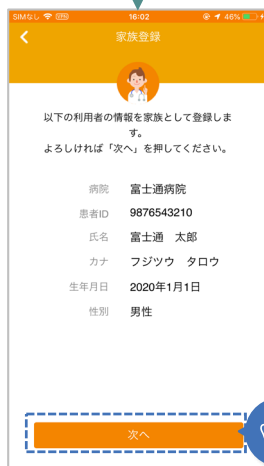 SIMなし VPN 16:02 46%
家族登録
以下の利用者の情報を家族として登録しま
す。
よろしければ「次へ」を押してください。
病院 富士通病院
患者ID 9876543210
氏名 富士通 太郎
カナ フジツウ タロウ
生年月日 2020年1月1日
性別 男性
次へ